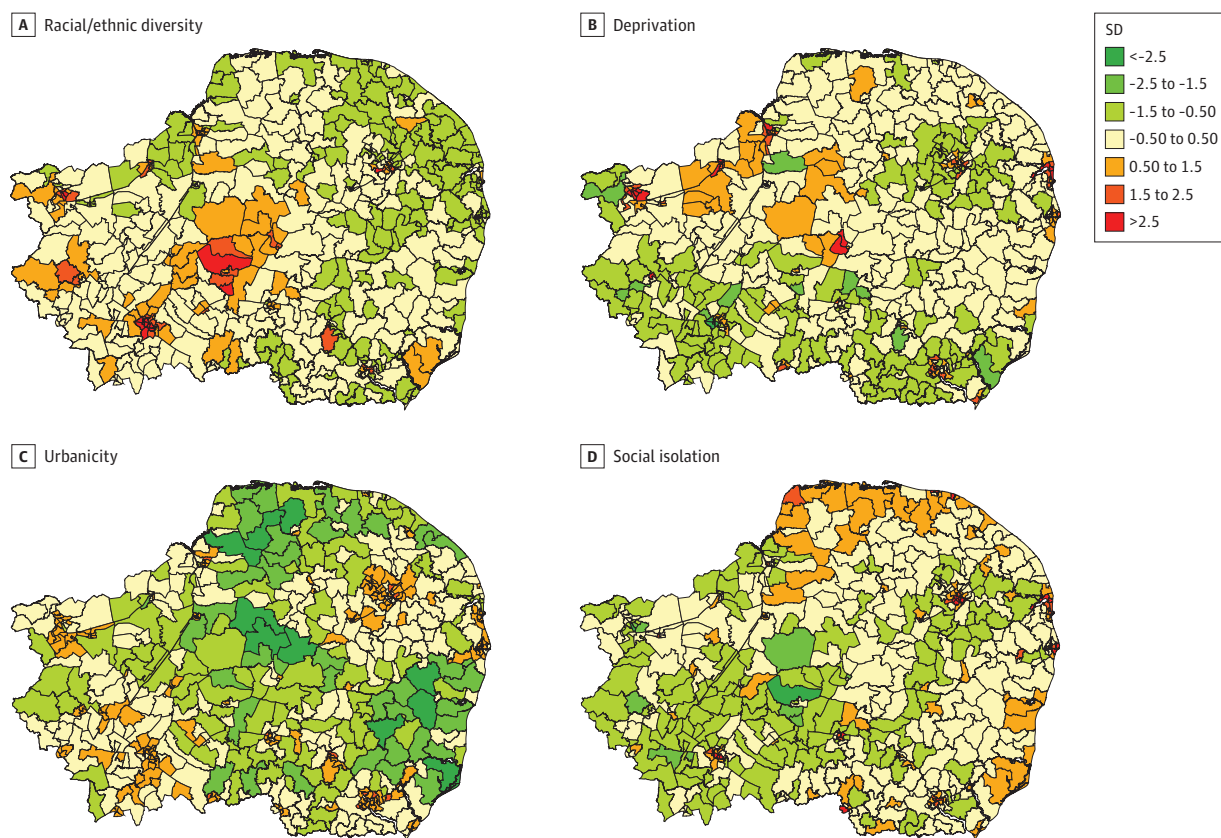 A Racial/ethnic diversity
B Deprivation
SD
<-2.5
-2.5 to -1.5
-1.5 to -0.50
-0.50 to 0.50
0.50 to 1.5
1.5 to 2.5
>2.5
C Urbanicity
D Social isolation